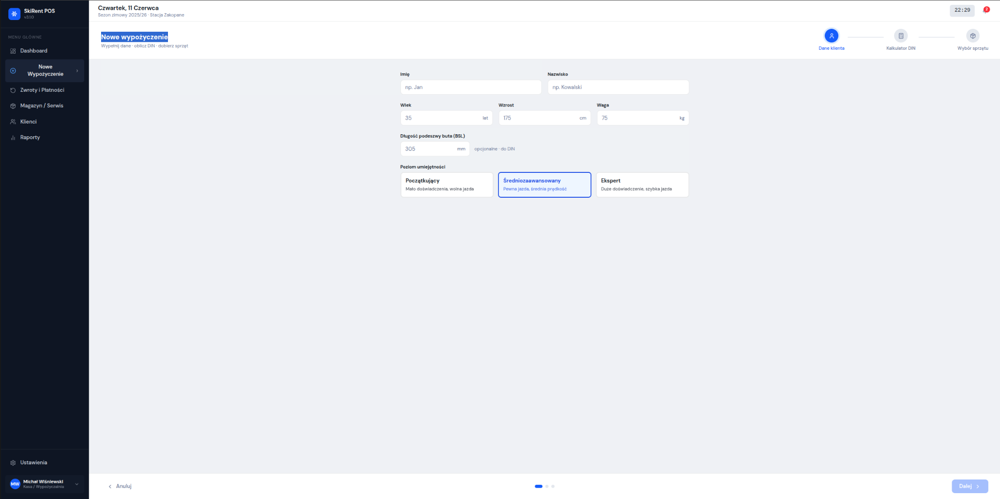 SkiRent POS
v3.1.0
MENU GŁÓWNE
Dashboard
Nowe
Wypożyczenie
Zwroty i Płatności
Magazyn / Serwis
Klienci
Raporty
Ustawienia
MW
Michał Wiśniewski
Kasa / Wypożyczalnia
Czwartek, 11 Czerwca
Sezon zimowy 2025/26 · Stacja Zakopane
22:29
2
Nowe wypożyczenie
Wypełnij dane · oblicz DIN · dobierz sprzęt
Dane klienta
Kalkulator DIN
Wybór sprzętu
Imię
Nazwisko
np. Jan
np. Kowalski
Wiek
Wzrost
Waga
35 lat
175 cm
75 kg
Długość podeszwy buta (BSL)
305 mm
opcjonalne · do DIN
Poziom umiejętności
Początkujący
Mało doświadczenia, wolna jazda
Średniozaawansowany
Pewna jazda, średnia prędkość
Ekspert
Duże doświadczenie, szybka jazda
Anuluj
Dalej